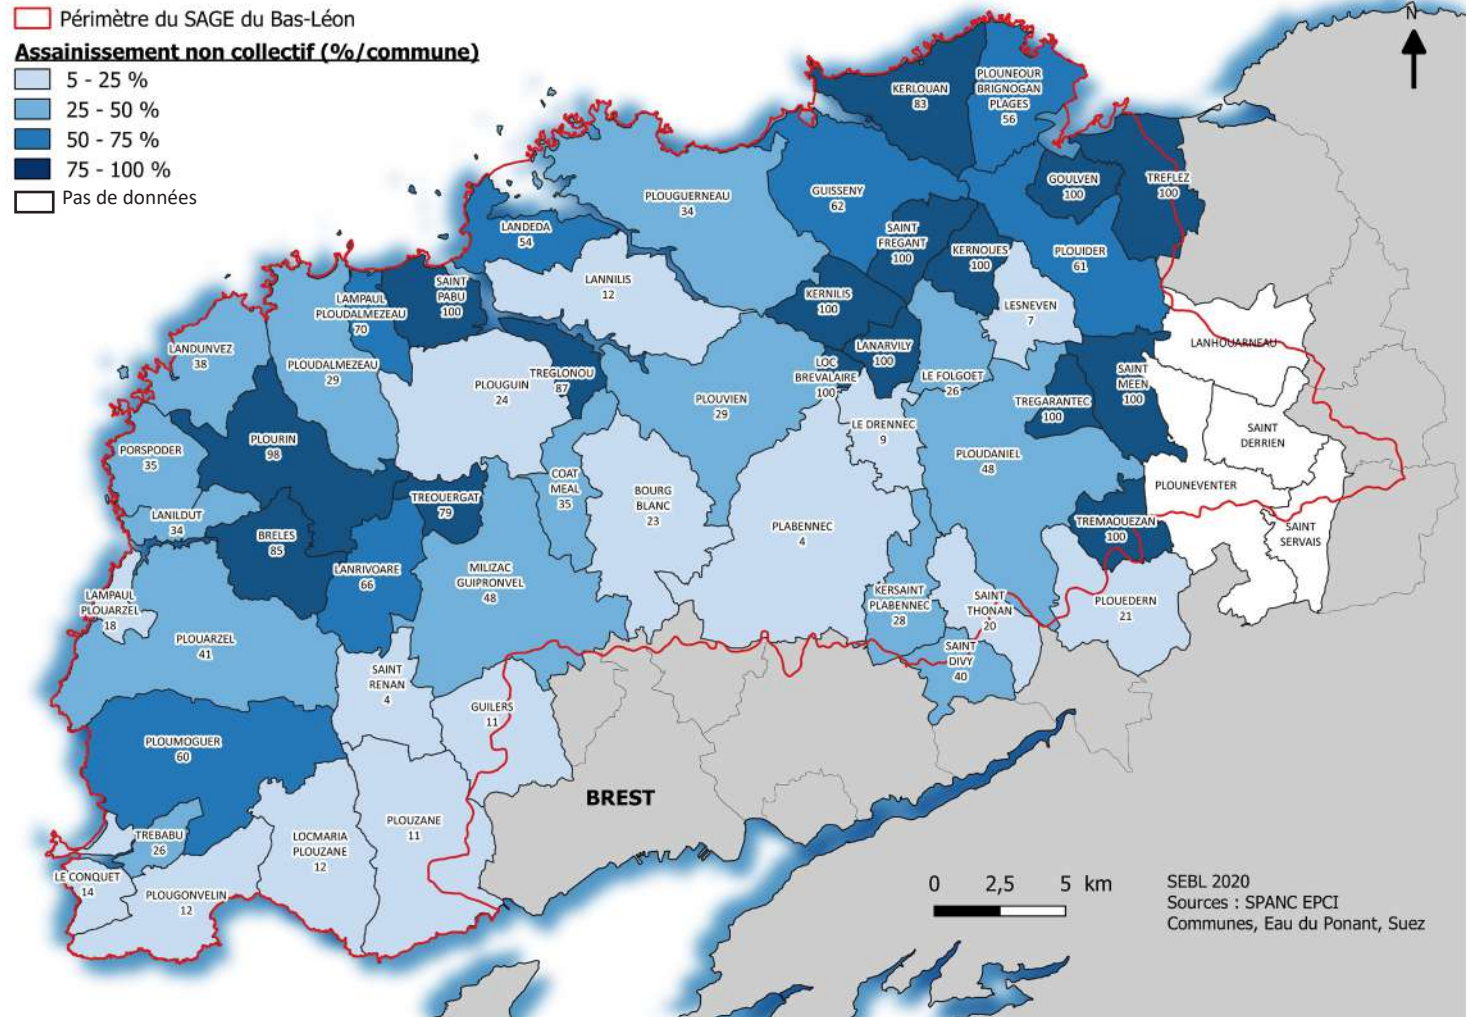 Périmètre du SAGE du Bas-Léon
Assainissement non collectif (%/commune)
5 - 25 %
25 - 50 %
50 - 75 %
75 - 100 %
Pas de données
N
KERLOUAN
83
PLOUNEOUR
BRIGNOGAN
PLAGES
56
GOULVEN
100
TREFLEZ
100
PLOUGUERNEAU
34
GUISSENY
62
LANDEDA
54
SAINT
FREGANT
100
KERNOUES
100
PLOUIDER
61
LANNILIS
12
SAINT
PABU
100
LAMPAUL
PLOUDALMEZEAU
70
KERNILIS
100
LESNEVEN
7
LANHOUARNEAU
LANDUNVEZ
38
PLOUDALMEZEAU
29
LANARVILY
100
LOC
BREVALAIRE
100
LE FOLGOET
26
SAINT
MEEN
100
TREGLONOU
87
PLOUGUIN
24
PLOUVIEN
29
TREGARANTEC
100
LE DRENNEC
9
SAINT
DERRIEN
PLOURIN
98
PORSPODER
35
PLOUDANIEL
48
COAT
MEAL
35
BOURG
BLANC
23
PLOUNEVENTER
TREOUERGAT
79
LANILDUT
34
PLABENNEC
4
TREMAOUEZAN
100
SAINT
SERVAIS
BRELES
85
LANRIVOARE
66
MILIZAC
GUIPRONVEL
48
LAMPAUL
PLOUARZEL
18
KERSAINT
PLABENNEC
28
SAINT
THONAN
20
PLOUEDERN
21
PLOUARZEL
41
SAINT
DIVY
40
SAINT
RENAN
4
GUILERS
11
PLOUMOGUER
60
BREST
TREBABU
26
LOCMARIA
PLOUZANE
12
PLOUZANE
11
LE CONQUET
14
PLOUGONVELIN
12
0 2,5 5 km
SEBL 2020
Sources : SPANC EPCI
Communes, Eau du Ponant, Suez